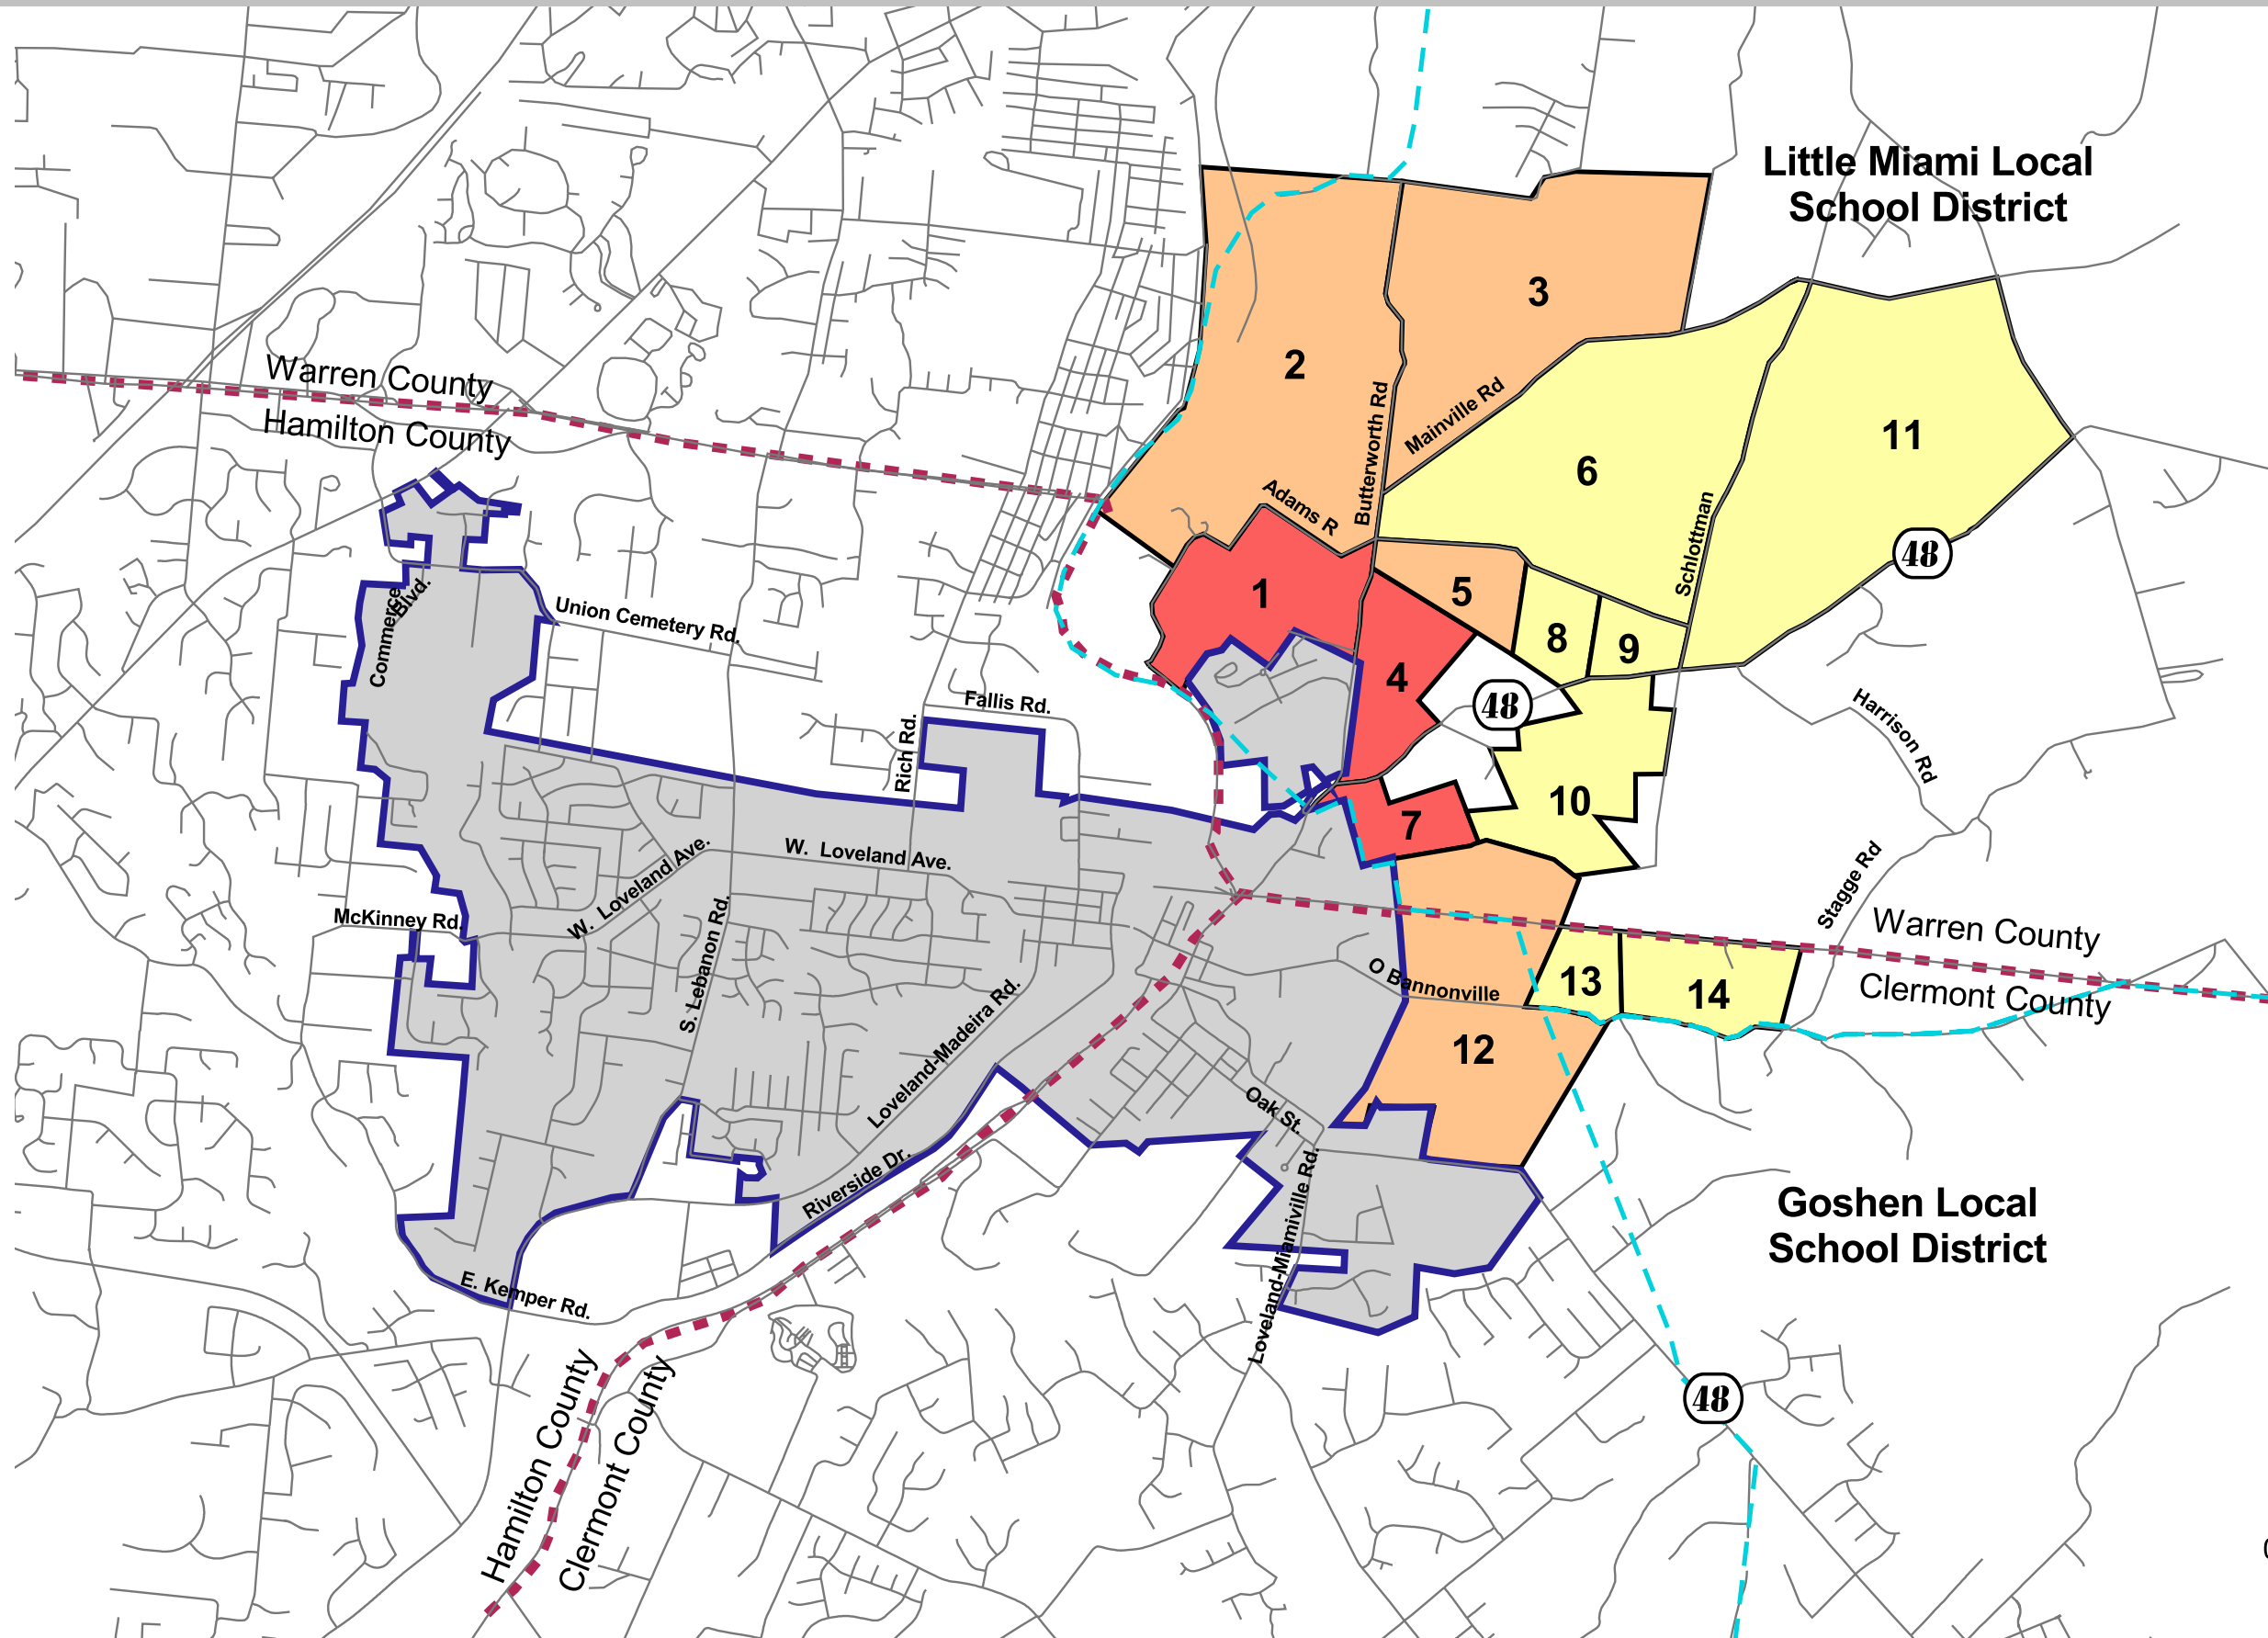 Little Miami Local
School District
3
2
Warren County
Hamilton County
Butterworth Rd
Mainville Rd
11
6
Adams R
Schlottman
48
1
5
Commerce
Blvd.
Union Cemetery Rd.
8
9
4
48
Fallis Rd.
Rich Rd.
Harrison Rd
10
7
W. Loveland Ave.
W. Loveland Ave.
McKinney Rd.
S. Lebanon Rd.
Stagge Rd
Warren County
Clermont County
O Bannonville
13
14
12
Loveland-Madeira Rd.
Oak St.
Riverside Dr.
Loveland-Miamiville Rd.
Goshen Local
School District
E. Kemper Rd.
Hamilton County
Clermont County
48